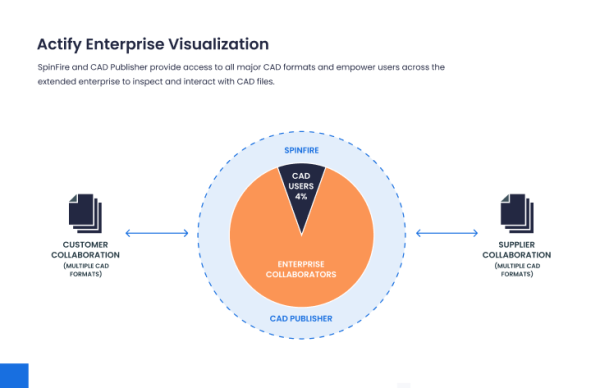 Actify Enterprise Visualization
SpinFire and CAD Publisher provide access to all major CAD formats and empower users across the
extended enterprise to inspect and interact with CAD files.
SPINFIRE
CAD
USERS
4%
CUSTOMER
COLLABORATION
(MULTIPLE CAD
FORMATS)
ENTERPRISE
COLLABORATORS
SUPPLIER
COLLABORATION
(MULTIPLE CAD
FORMATS)
CAD PUBLISHER